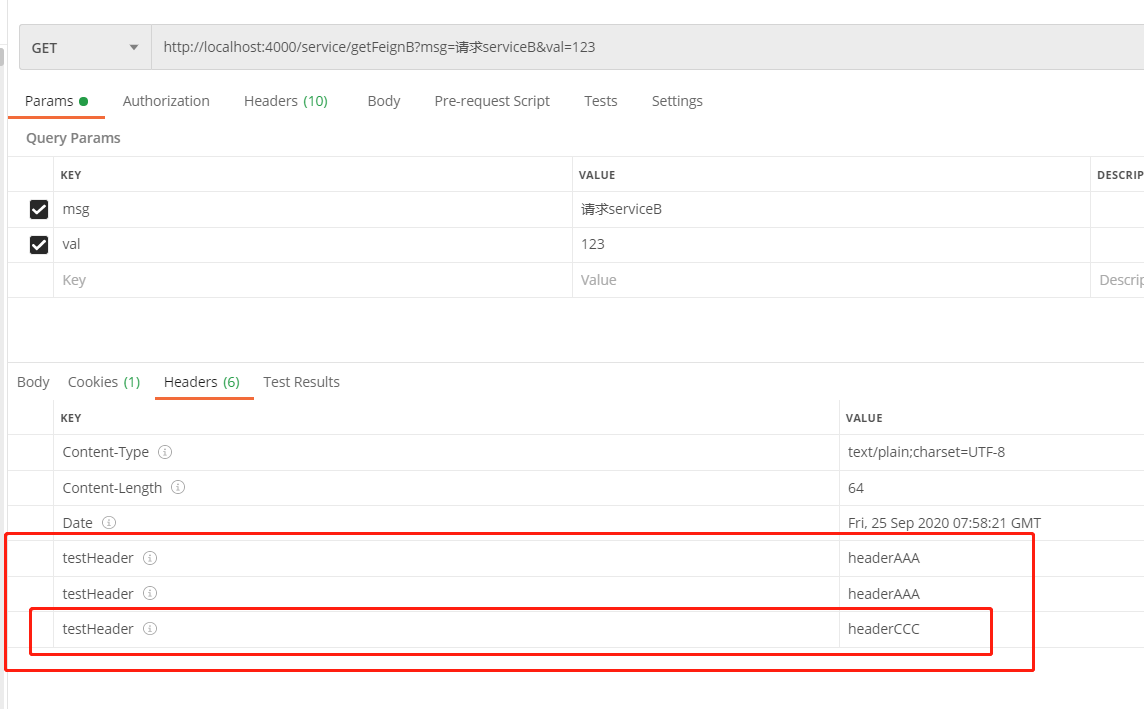 GET http://localhost:4000/service/getFeignB?msg=请求serviceB&val=123
Params Authorization Headers (10) Body Pre-request Script Tests Settings
Query Params
KEY VALUE DESCRIP
msg 请求serviceB
val 123
Key Value Descrip
Body Cookies (1) Headers (6) Test Results
KEY VALUE
Content-Type text/plain;charset=UTF-8
Content-Length 64
Date Fri, 25 Sep 2020 07:58:21 GMT
testHeader headerAAA
testHeader headerAAA
testHeader headerCCC